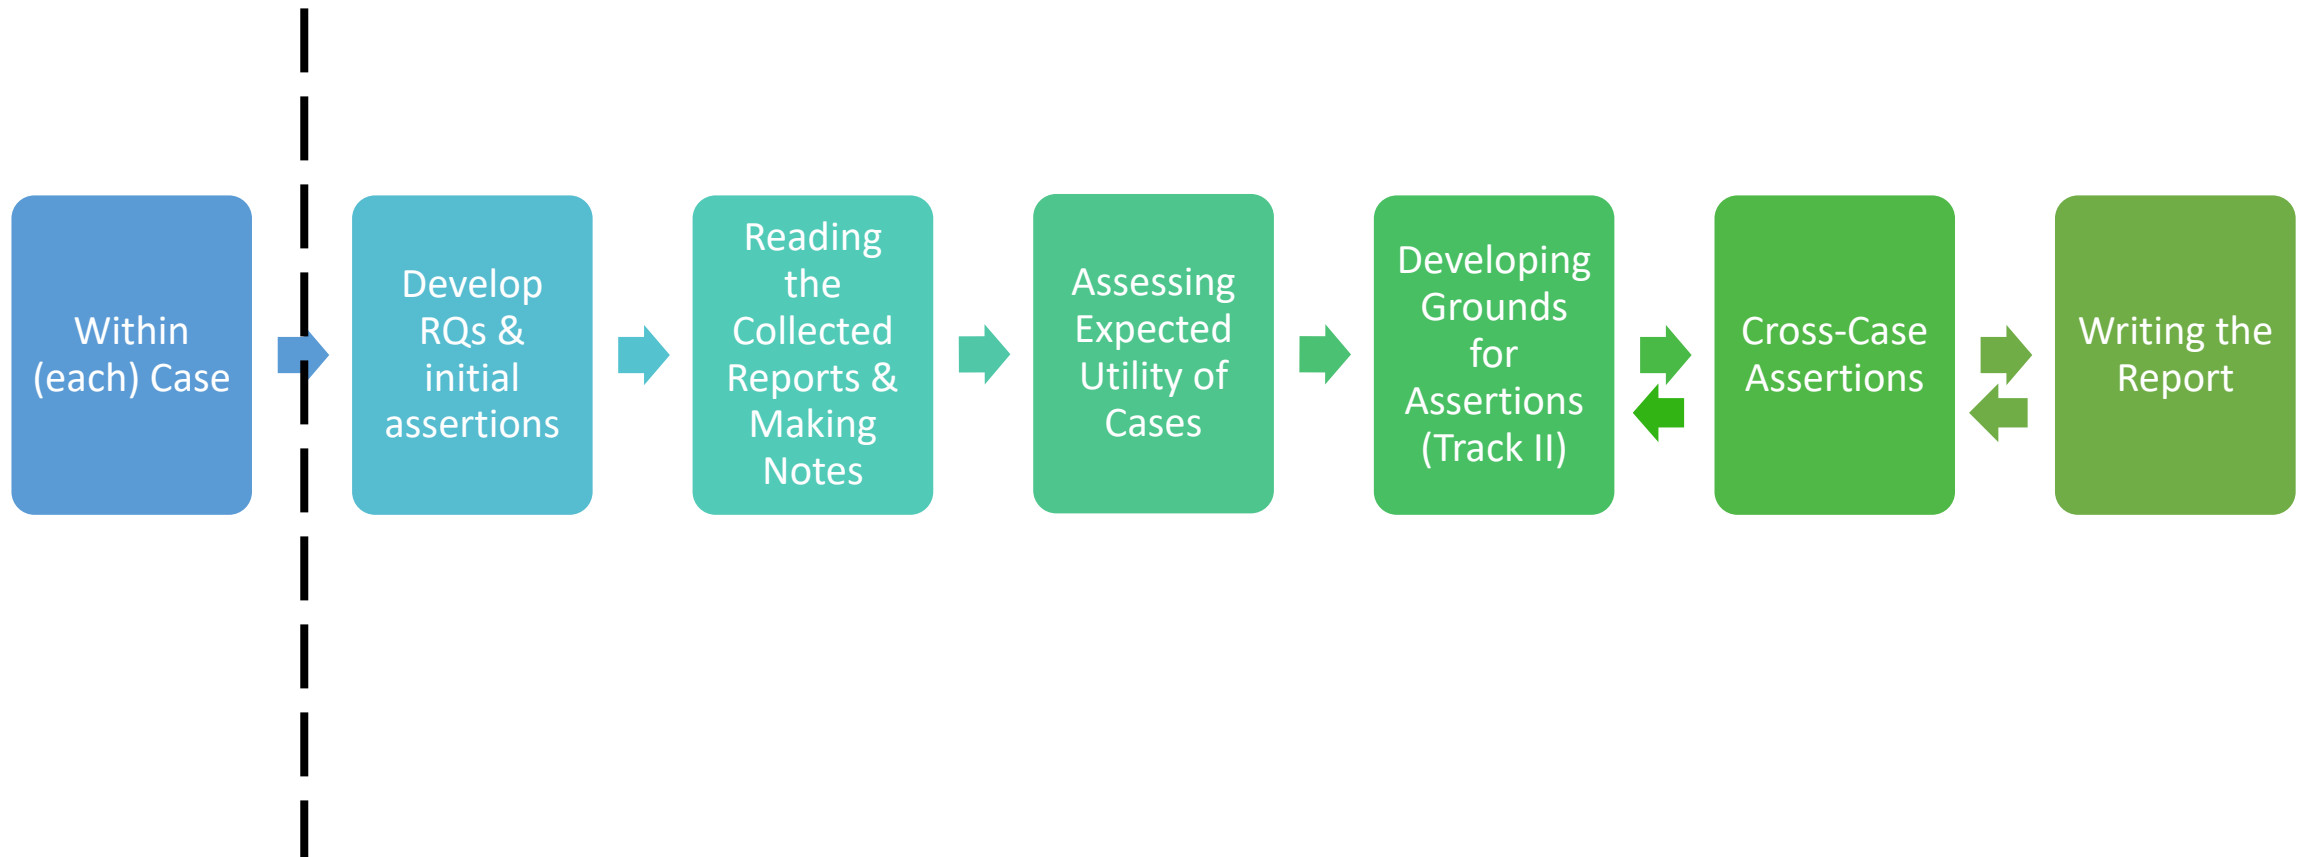 Within
(each) Case
Develop
RQs &
initial
assertions
Reading
the
Collected
Reports &
Making
Notes
Assessing
Expected
Utility of
Cases
Developing
Grounds
for
Assertions
(Track II)
Cross-Case
Assertions
Writing the
Report